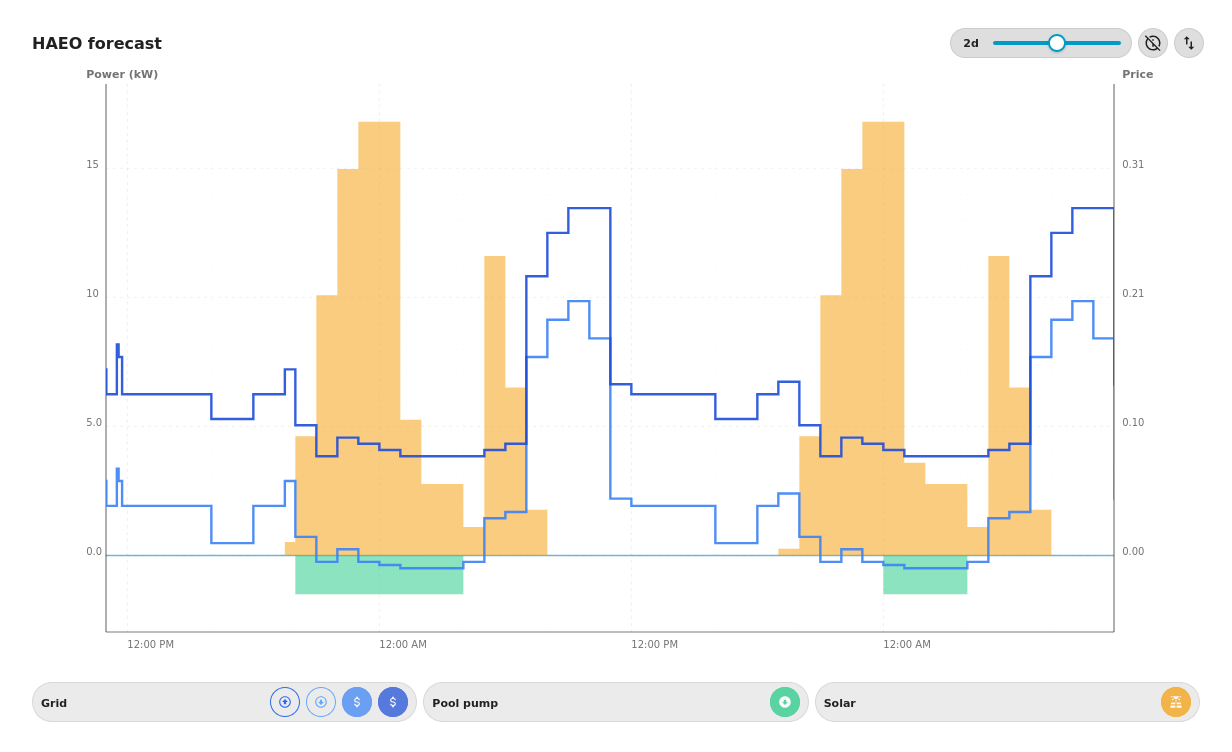 HAEO forecast
2d
Power (kW)
Price
15
0.31
10
0.21
5.0
0.10
0.0
0.00
12:00 PM
12:00 AM
12:00 PM
12:00 AM
Grid
$
$
Pool pump
Solar